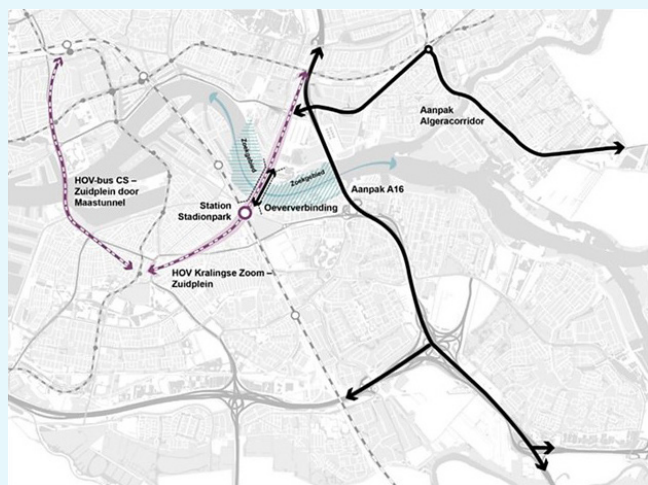 Aanpak
Algeracorridor
Zoekgebied
HOV-bus CS –
Zuidplein door
Maastunnel
Zoekgebied
Station
Stadionpark
Aanpak A16
Oeververbinding
HOV Kralingse Zoom –
Zuidplein